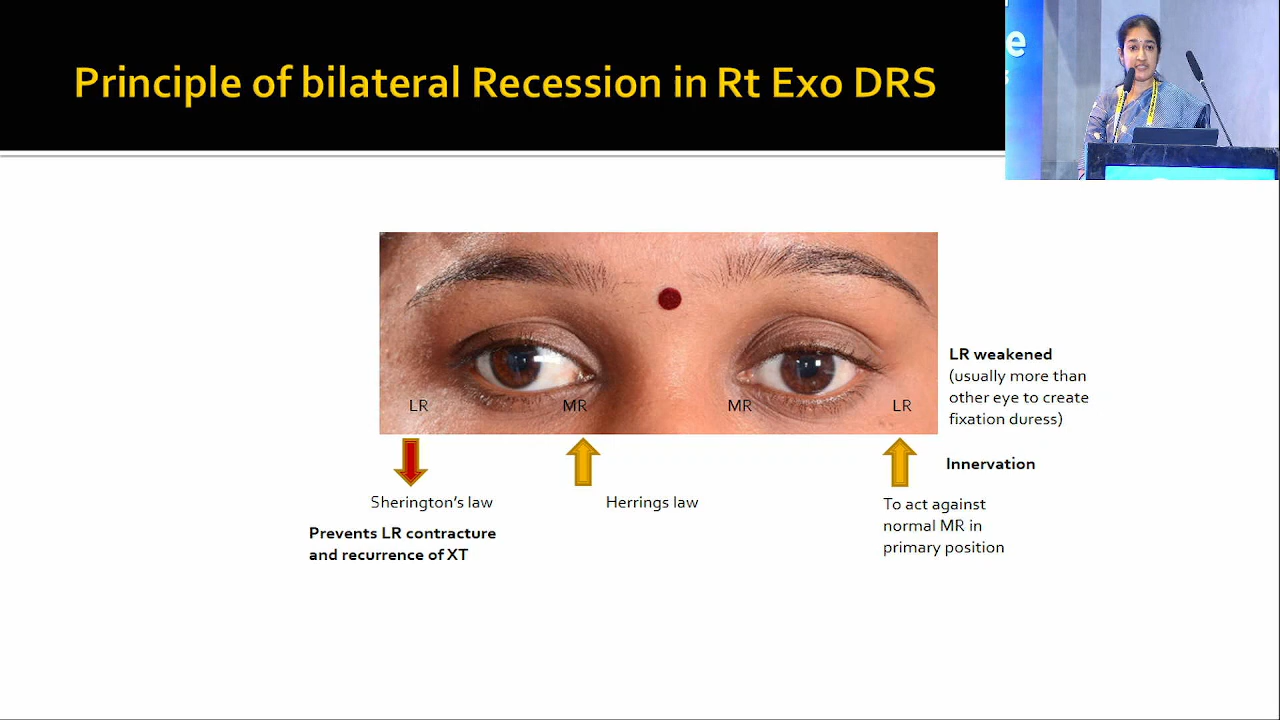 Principle of bilateral Recession in Rt Exo DRS
e
LR
MR
MR
LR
LR weakened
(usually more than
other eye to create
fixation duress)
Innervation
Sherington's law
Herrings law
To act against
normal MR in
primary position
Prevents LR contracture
and recurrence of XT